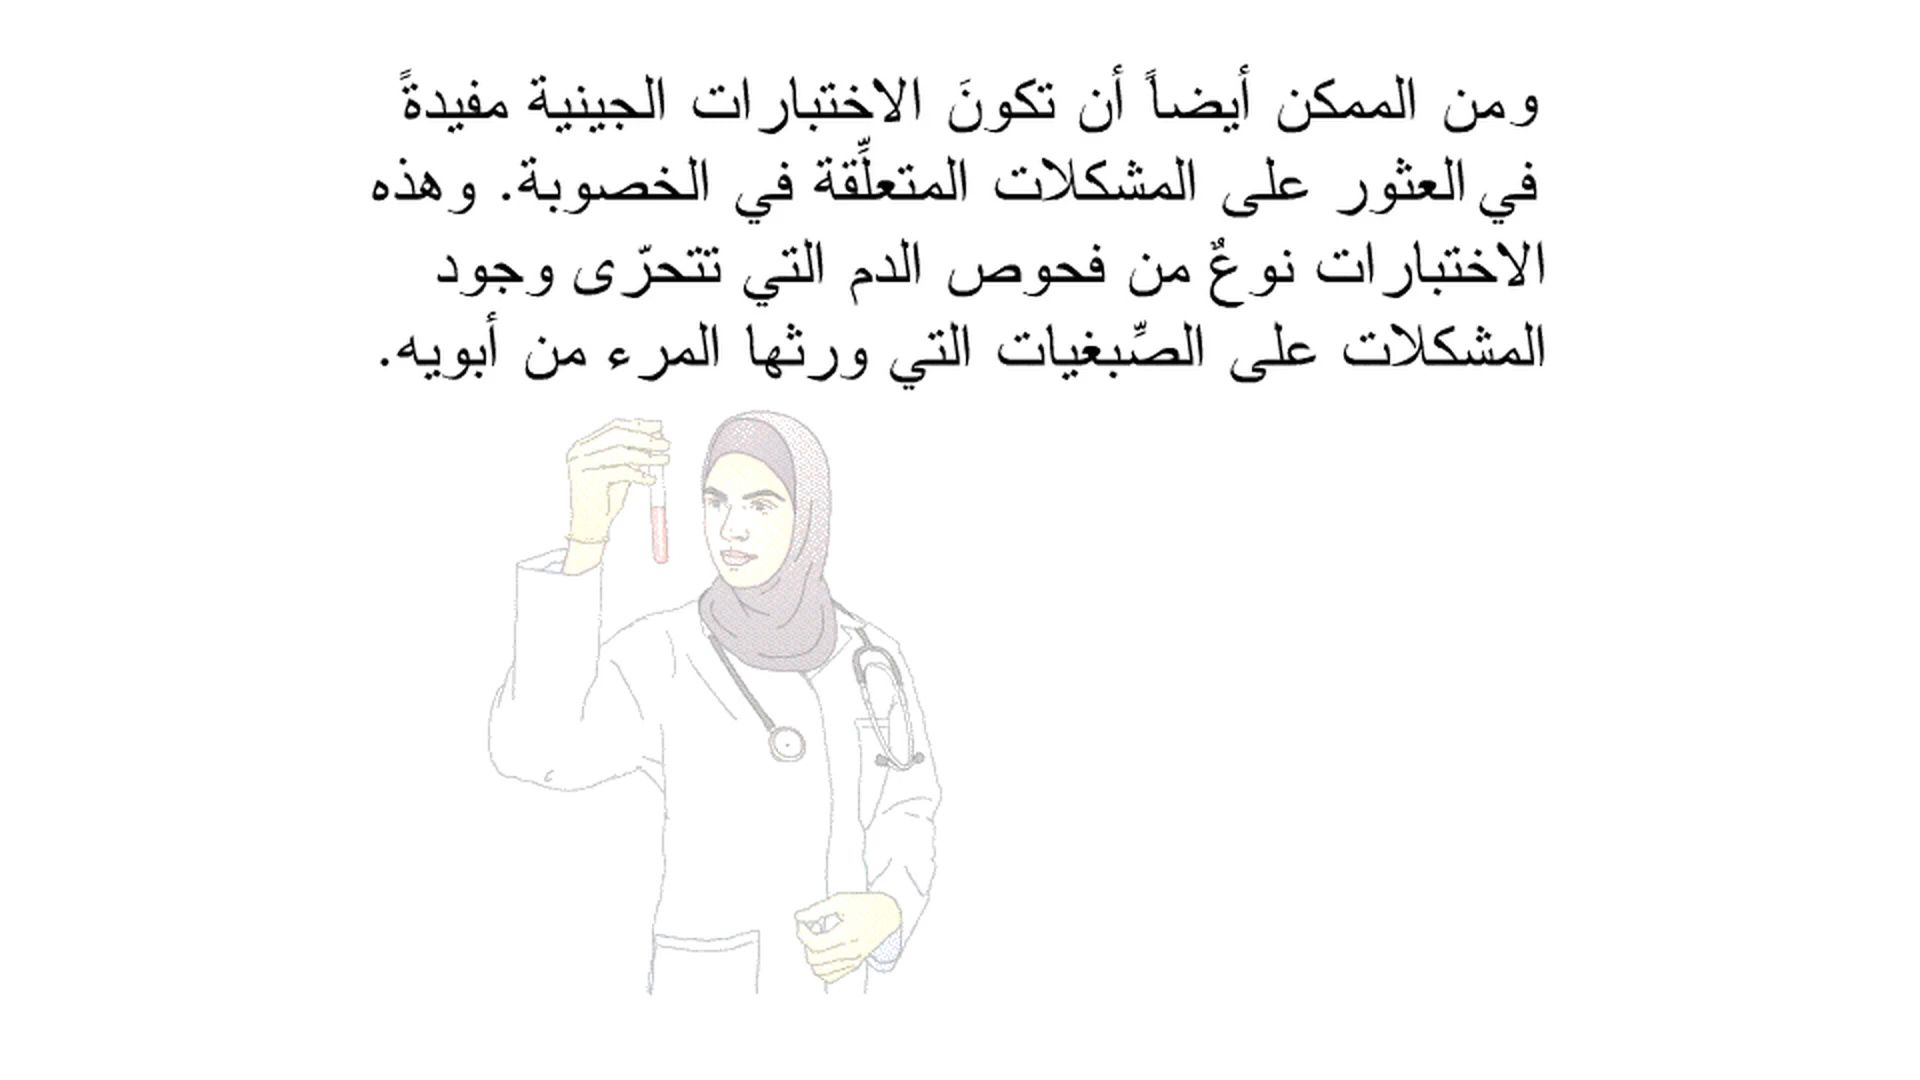 ومن الممكن أيضاً أن تكونَ الاختبارات الجينية مفيدةً
في العثور على المشكلات المتعلِّقة في الخصوبة. وهذه
الاختبارات نوعٌ من فحوص الدم التي تتحرّى وجود
المشكلات على الصِّبغيات التي ورثها المرء من أبويه.